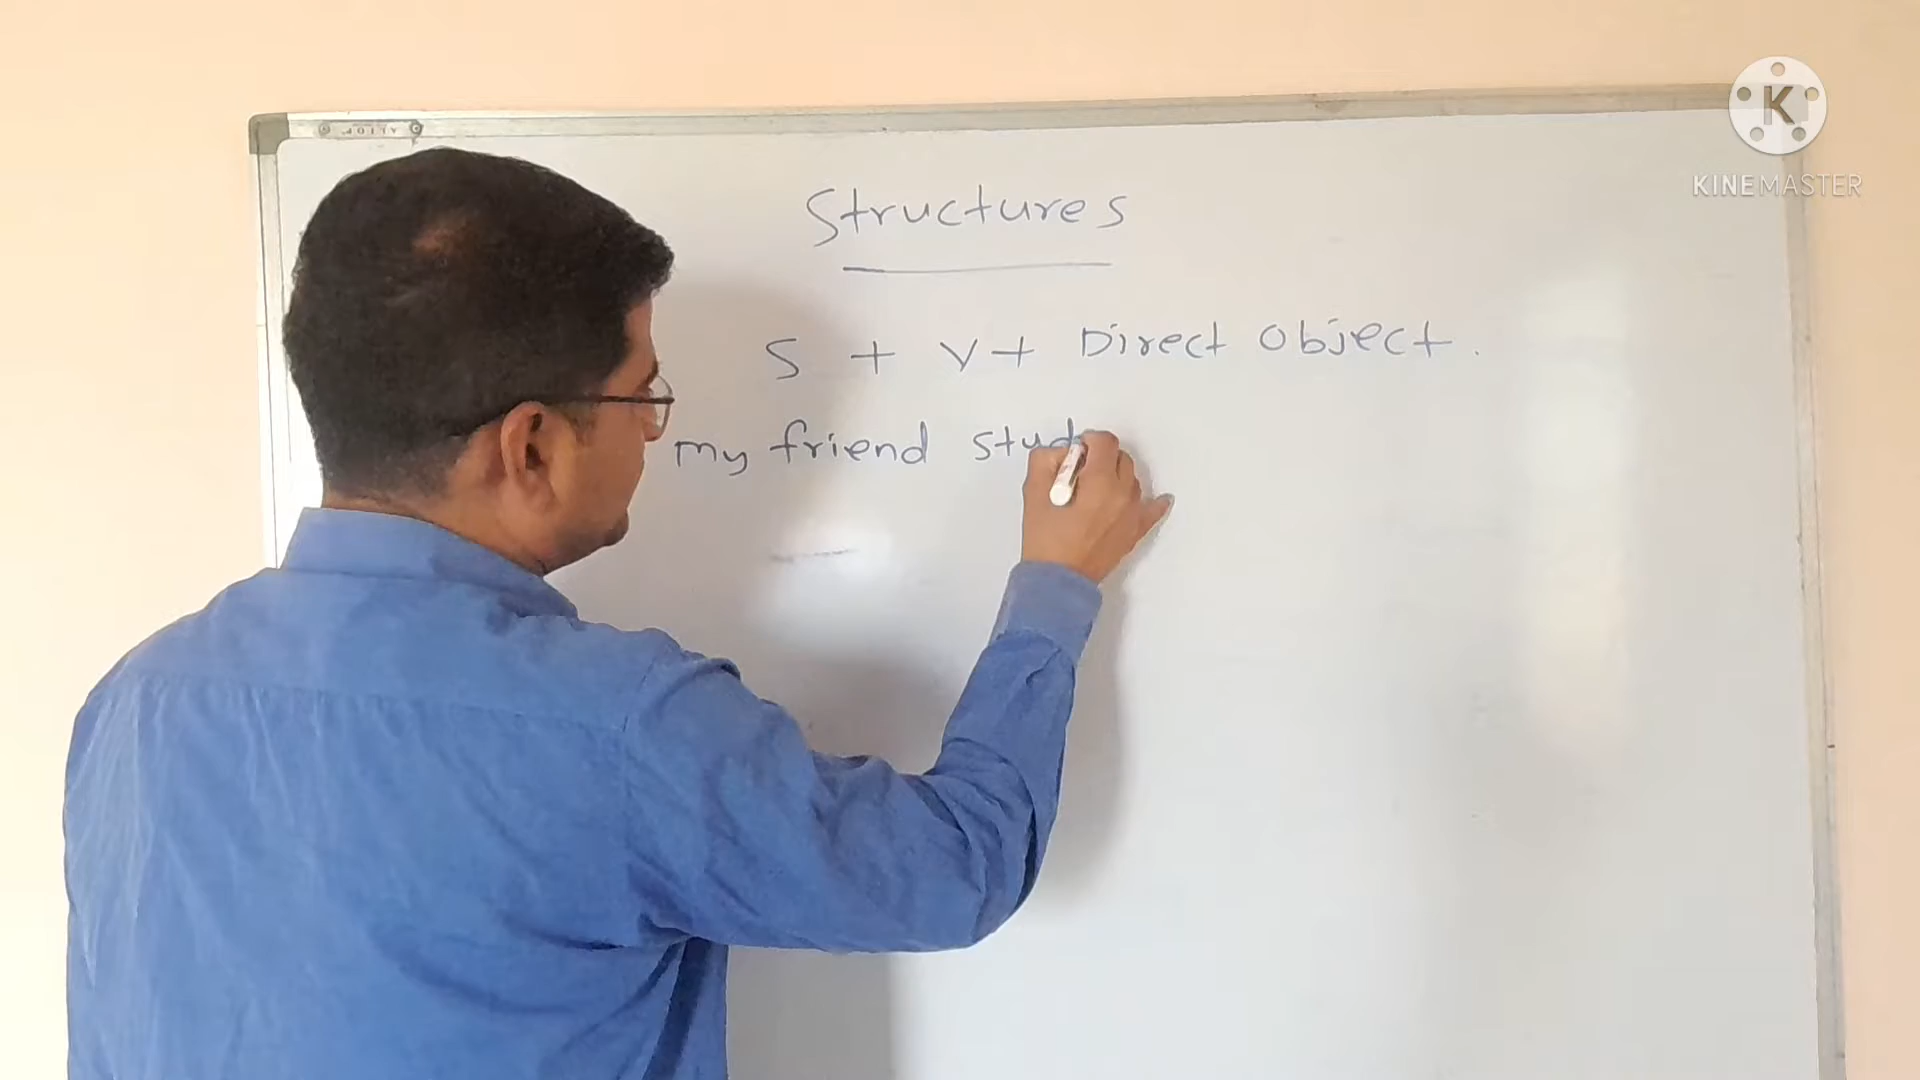 Structures
S + V + Direct Object.
my friend stud
KINEMASTER